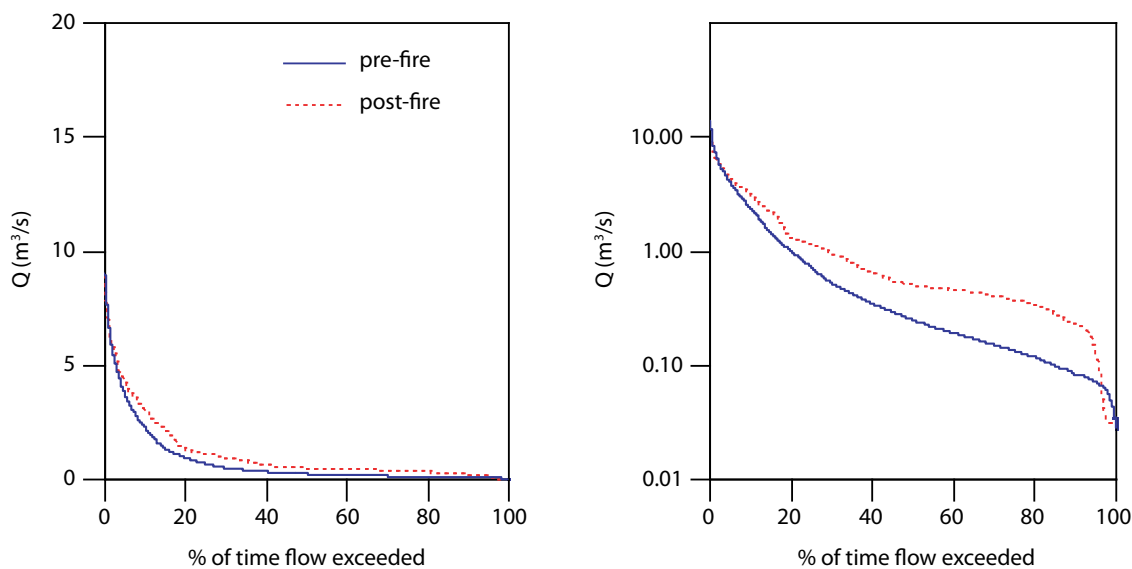 20
15
10
5
0
Q (m³/s)
pre-fire
post-fire
0 20 40 60 80 100
% of time flow exceeded
10.00
1.00
0.10
0.01
Q (m³/s)
0 20 40 60 80 100
% of time flow exceeded